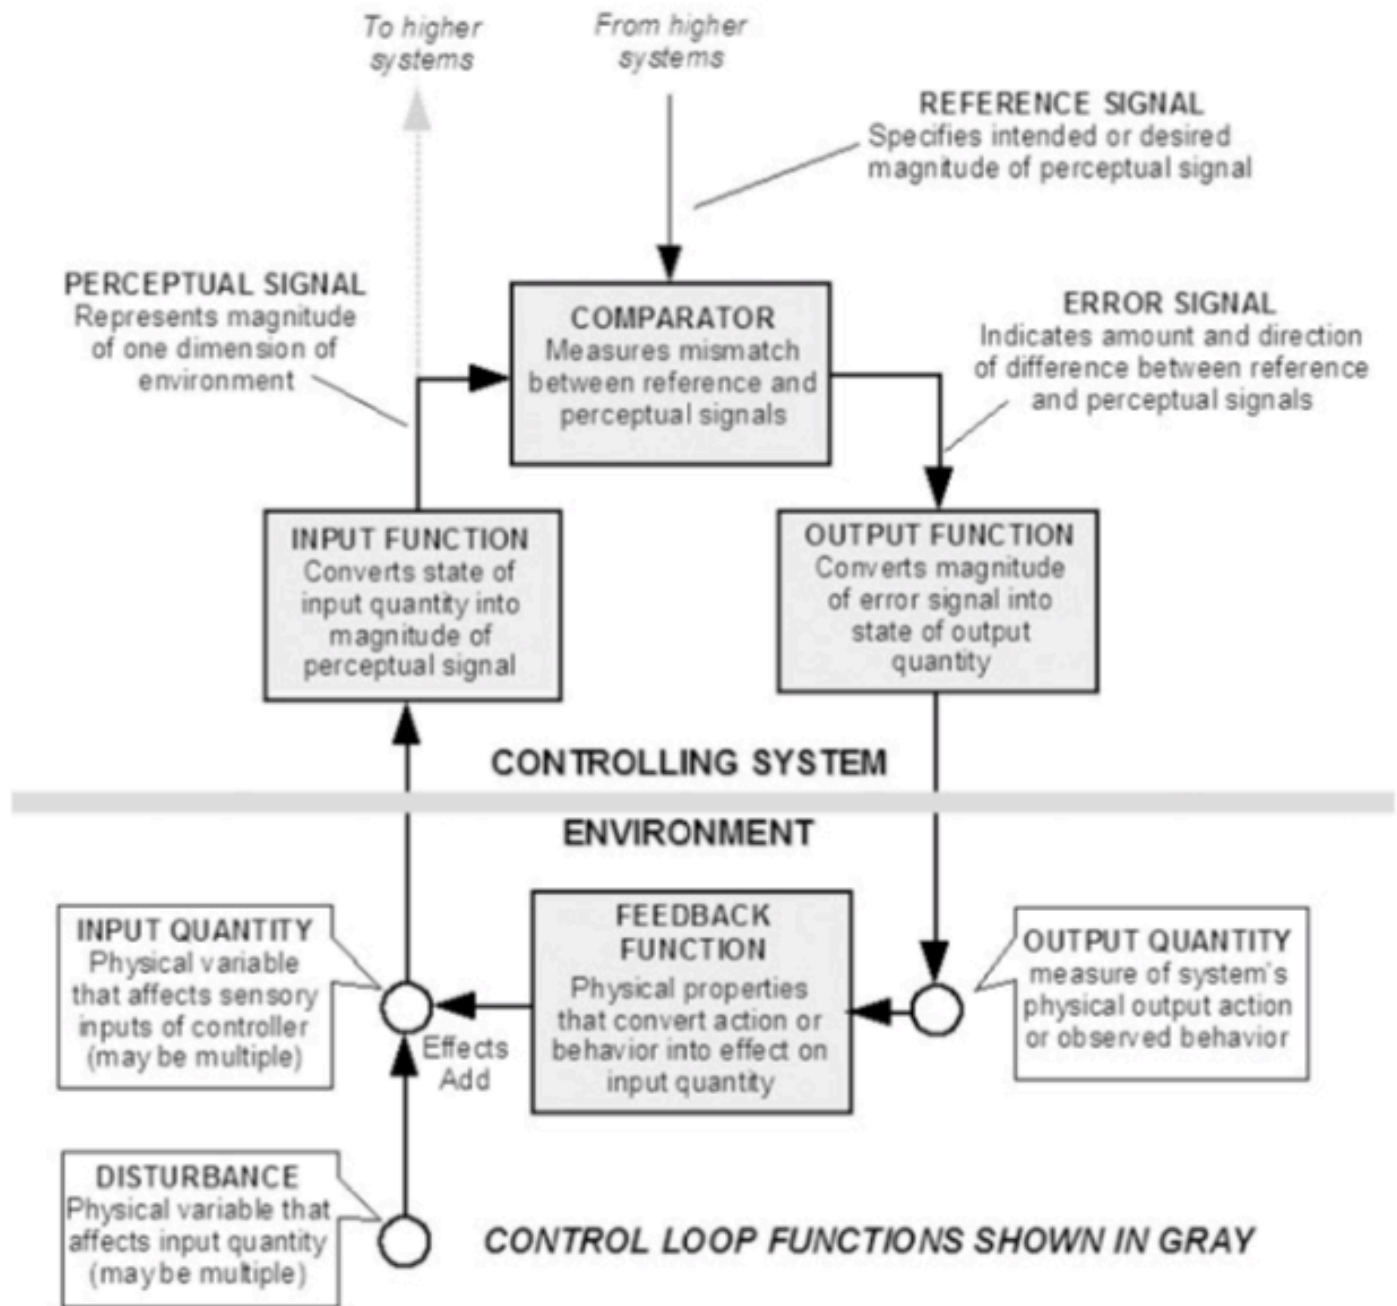 To higher
systems
From higher
systems
REFERENCE SIGNAL
Specifies intended or desired
magnitude of perceptual signal
PERCEPTUAL SIGNAL
Represents magnitude
of one dimension of
environment
COMPARATOR
Measures mismatch
between reference and
perceptual signals
ERROR SIGNAL
Indicates amount and direction
of difference between reference
and perceptual signals
INPUT FUNCTION
Converts state of
input quantity into
magnitude of
perceptual signal
OUTPUT FUNCTION
Converts magnitude
of error signal into
state of output
quantity
CONTROLLING SYSTEM
ENVIRONMENT
INPUT QUANTITY
Physical variable
that affects sensory
inputs of controller
(may be multiple)
Effects
Add
FEEDBACK
FUNCTION
Physical properties
that convert action or
behavior into effect on
input quantity
OUTPUT QUANTITY
measure of system's
physical output action
or observed behavior
DISTURBANCE
Physical variable that
affects input quantity
(may be multiple)
CONTROL LOOP FUNCTIONS SHOWN IN GRAY